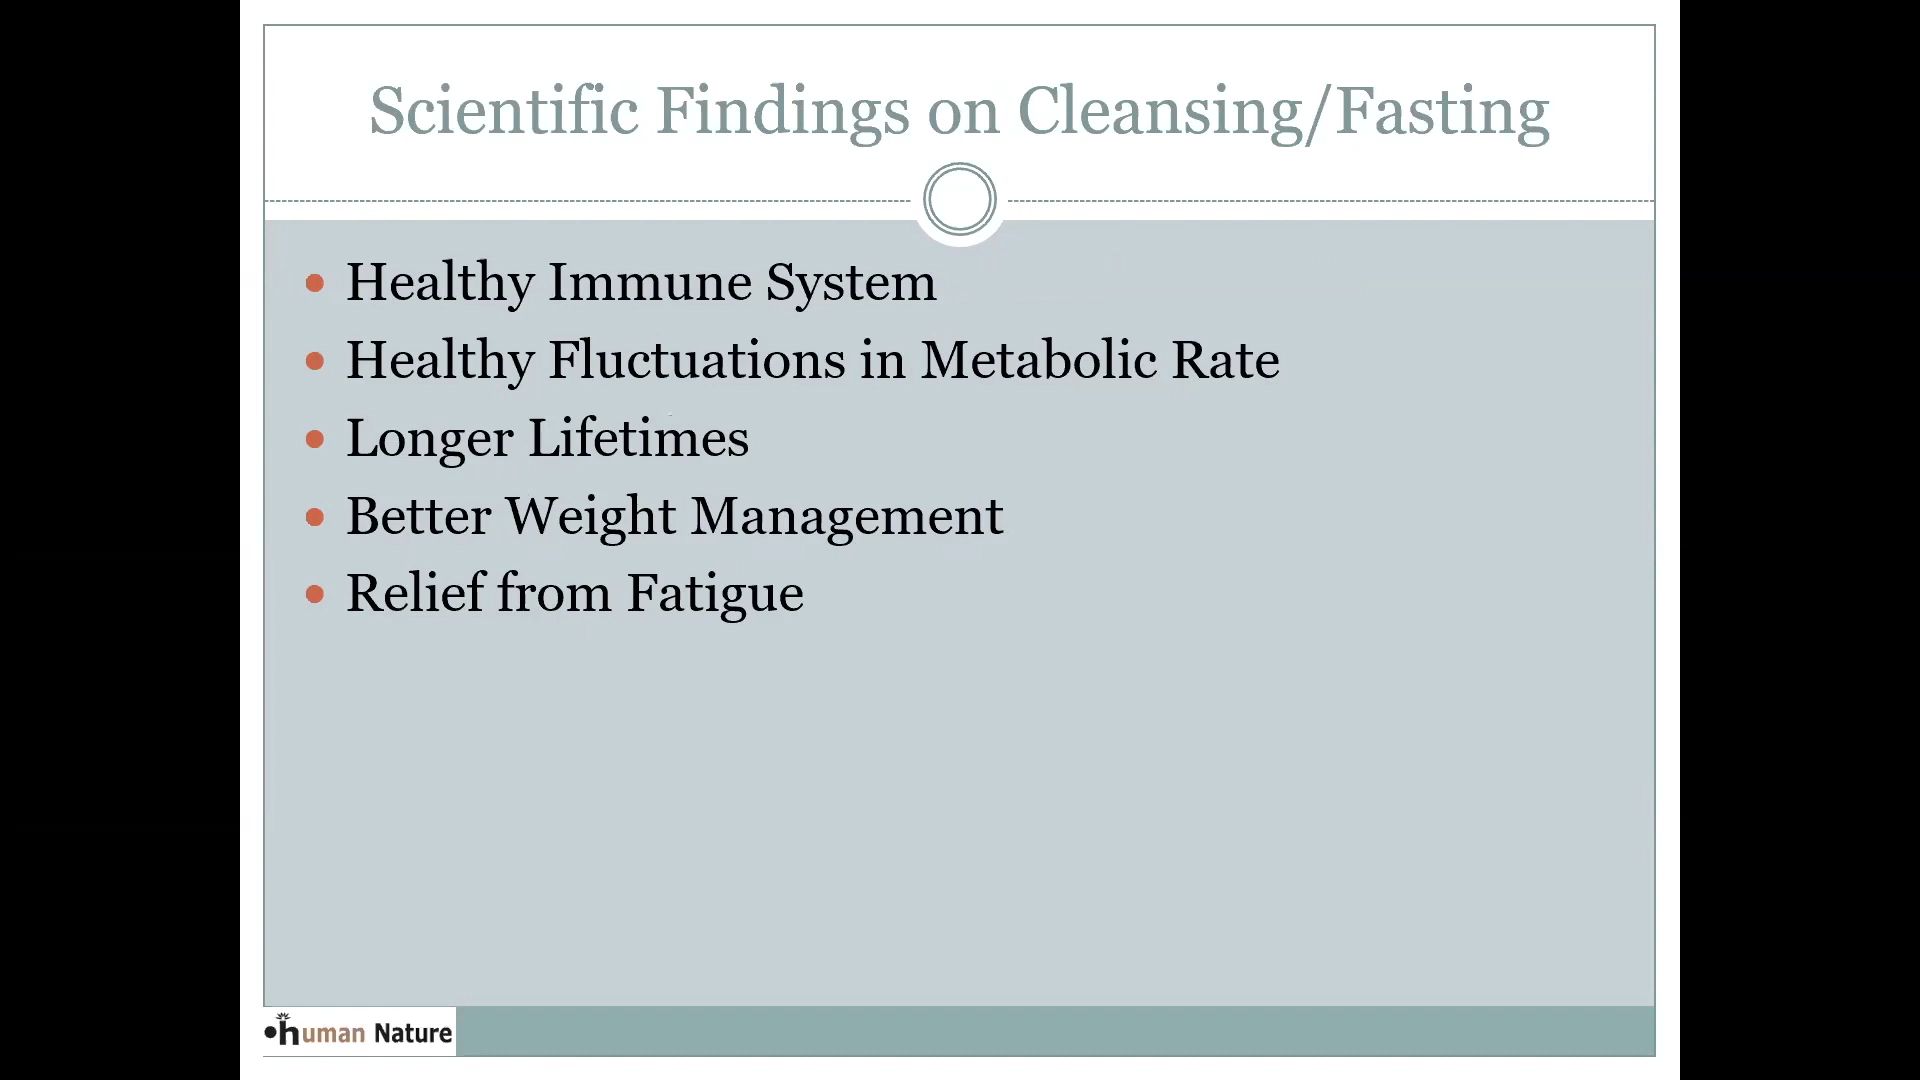 Scientific Findings on Cleansing/Fasting
Healthy Immune System
Healthy Fluctuations in Metabolic Rate
Longer Lifetimes
Better Weight Management
Relief from Fatigue
human Nature